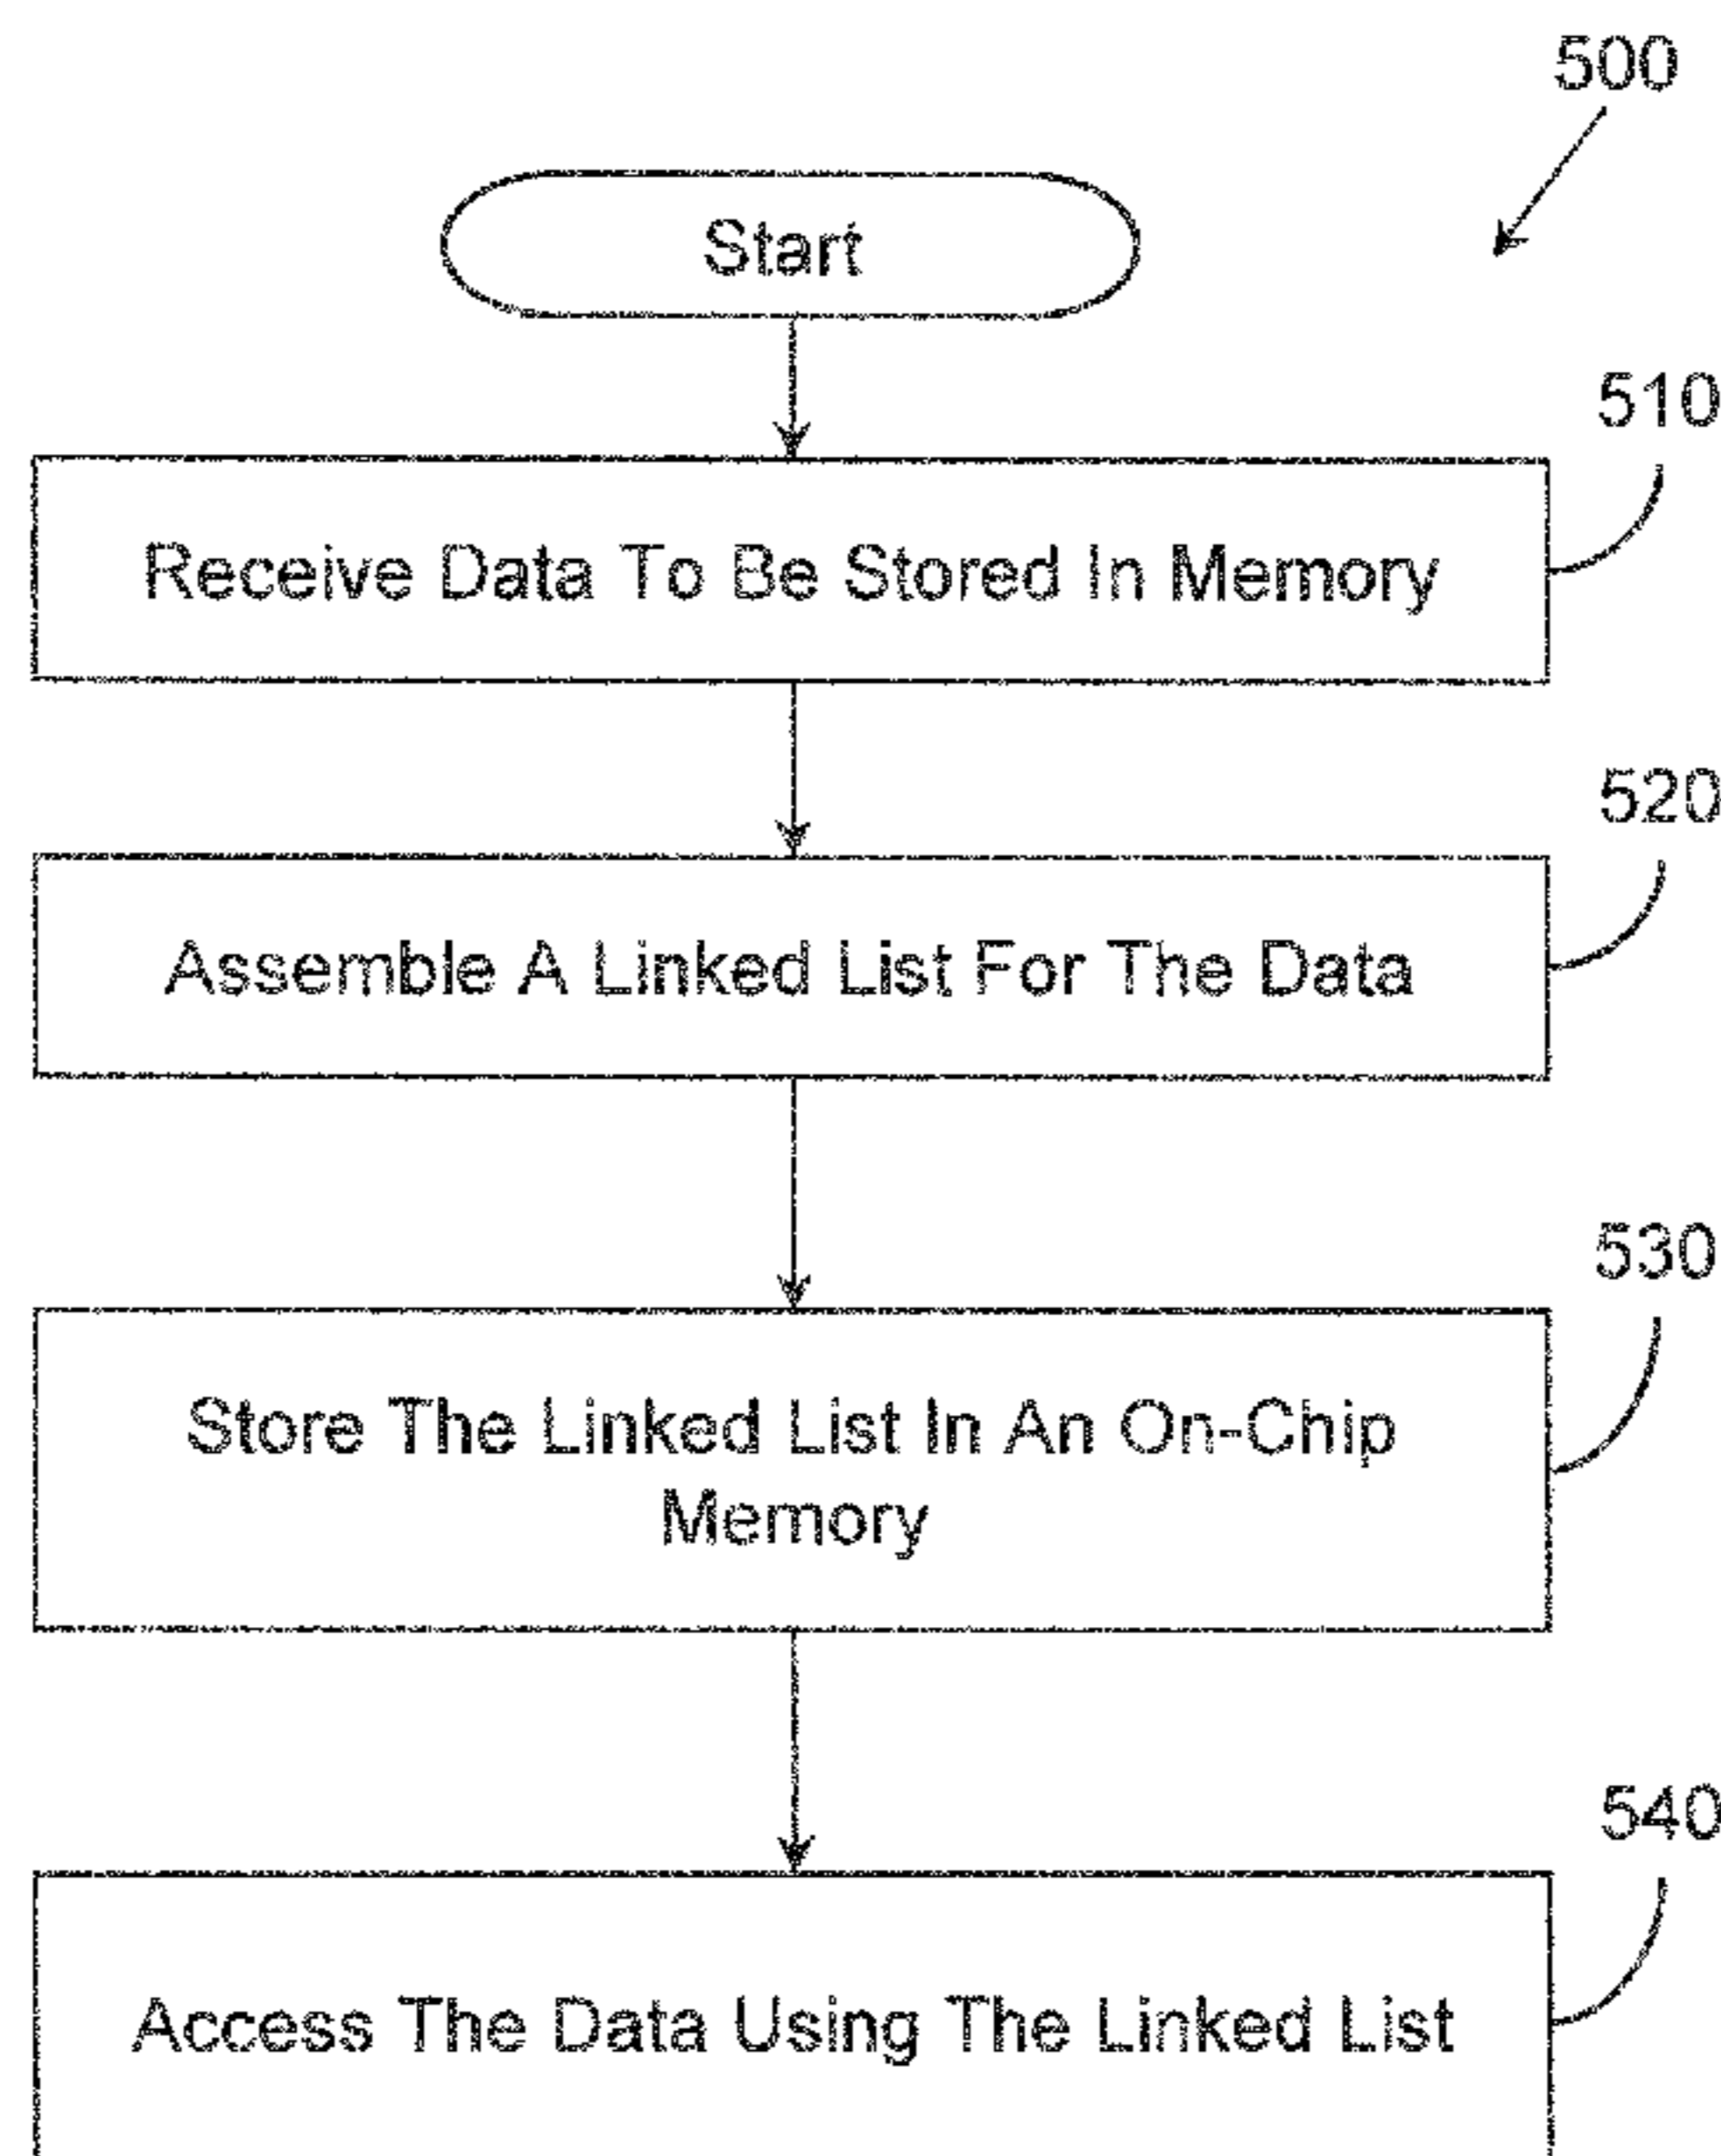 500
Start
510
Receive Data To Be Stored In Memory
520
Assemble A Linked List For The Data
530
Store The Linked List In An On-Chip
Memory
540
Access The Data Using The Linked List